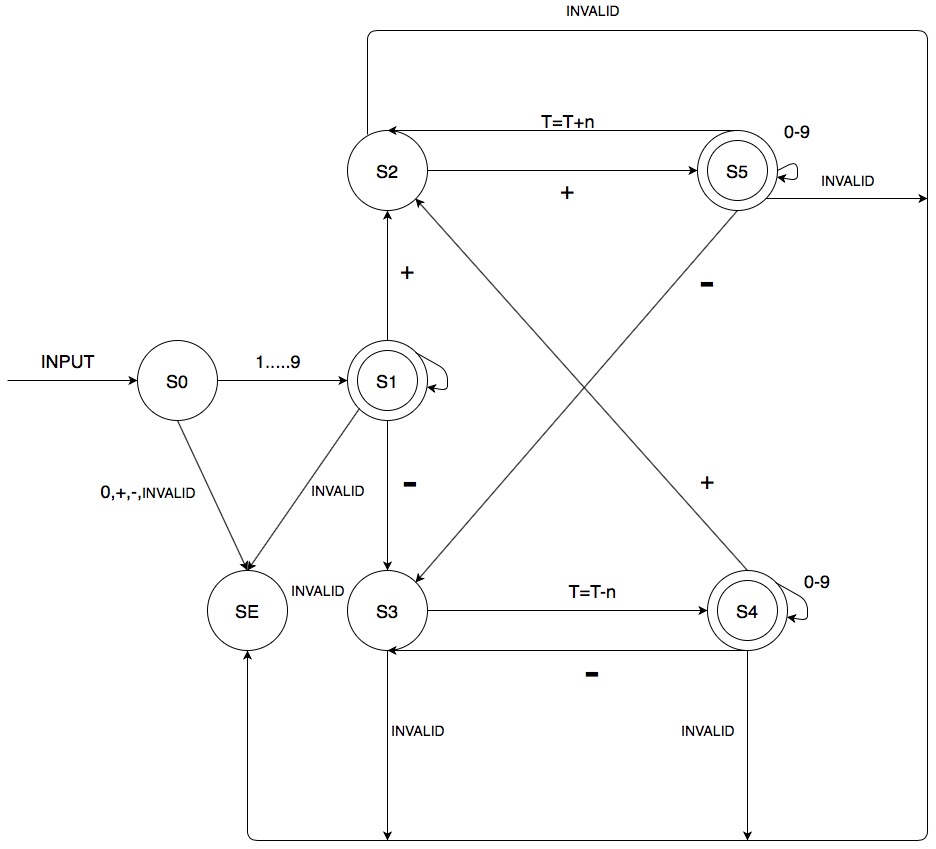 INVALID
T=T+n
0-9
S2
S5
INVALID
+
+
-
INPUT
1.....9
S0
S1
+
-
0,+,-,INVALID
INVALID
INVALID
T=T-n
0-9
SE
S3
S4
-
INVALID
INVALID